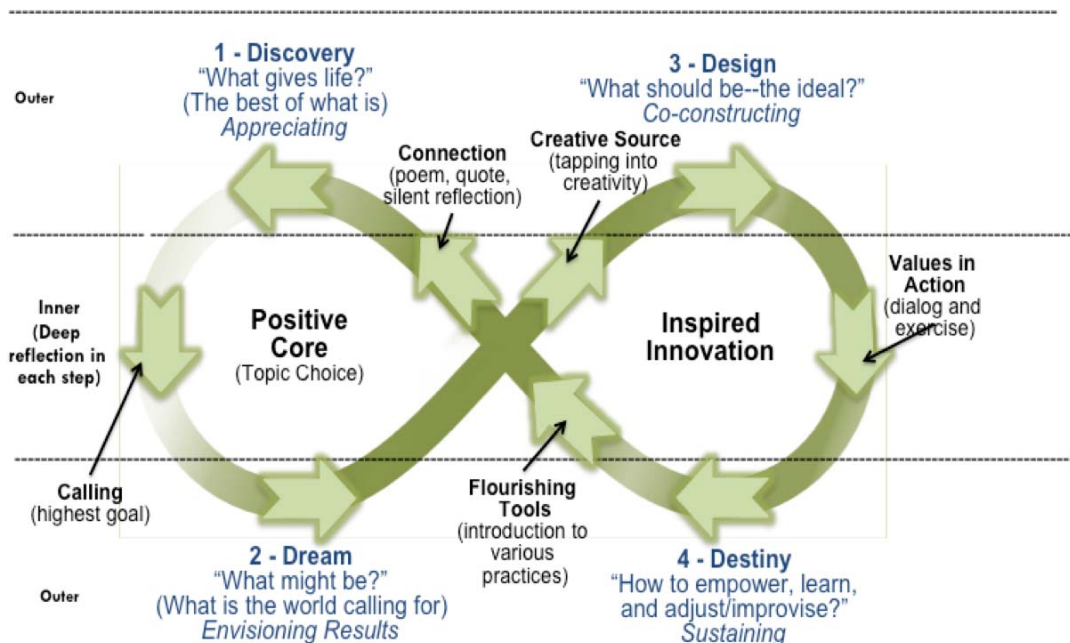 1 - Discovery
“What gives life?”
(The best of what is)
Appreciating
3 - Design
“What should be--the ideal?”
Co-constructing
Outer
Connection
(poem, quote,
silent reflection)
Creative Source
(tapping into
creativity)
Values in
Action
(dialog and
exercise)
Inner
(Deep
reflection in
each step)
Positive
Core
(Topic Choice)
Inspired
Innovation
Calling
(highest goal)
Flourishing
Tools
(introduction to
various
practices)
2 - Dream
“What might be?”
(What is the world calling for)
Envisioning Results
4 - Destiny
“How to empower, learn,
and adjust/improvise?”
Sustaining
Outer